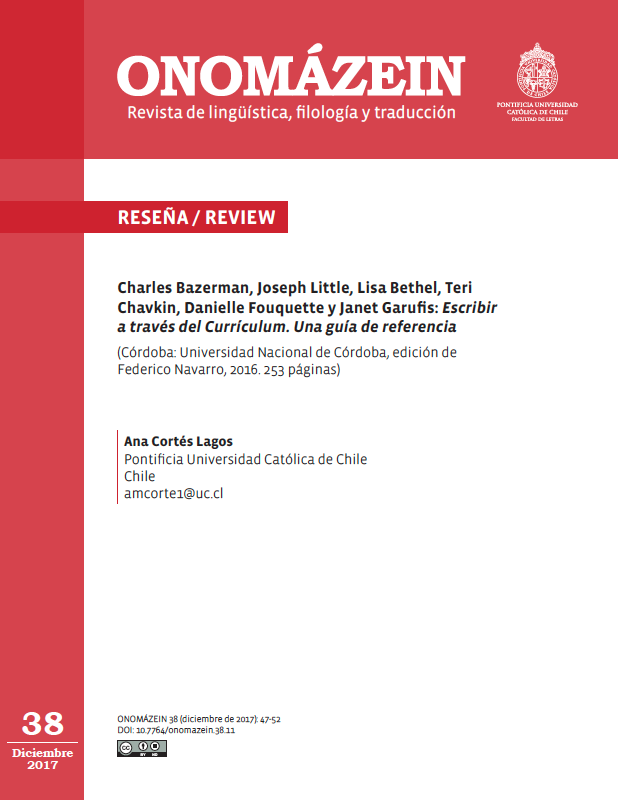 ONOMÁZEIN
Revista de lingüística, filología y traducción
PONTIFICIA UNIVERSIDAD
CATÓLICA DE CHILE
FACULTAD DE LETRAS
RESEÑA / REVIEW
Charles Bazerman, Joseph Little, Lisa Bethel, Teri
Chavkin, Danielle Fouquette y Janet Garufis: Escribir
a través del Currículum. Una guía de referencia
(Córdoba: Universidad Nacional de Córdoba, edición de
Federico Navarro, 2016. 253 páginas)
Ana Cortés Lagos
Pontificia Universidad Católica de Chile
Chile
amcorte1@uc.cl
38
Diciembre
2017
ONOMÁZEIN 38 (diciembre de 2017): 47-52
DOI: 10.7764/onomazein.38.11
cc
BY ND